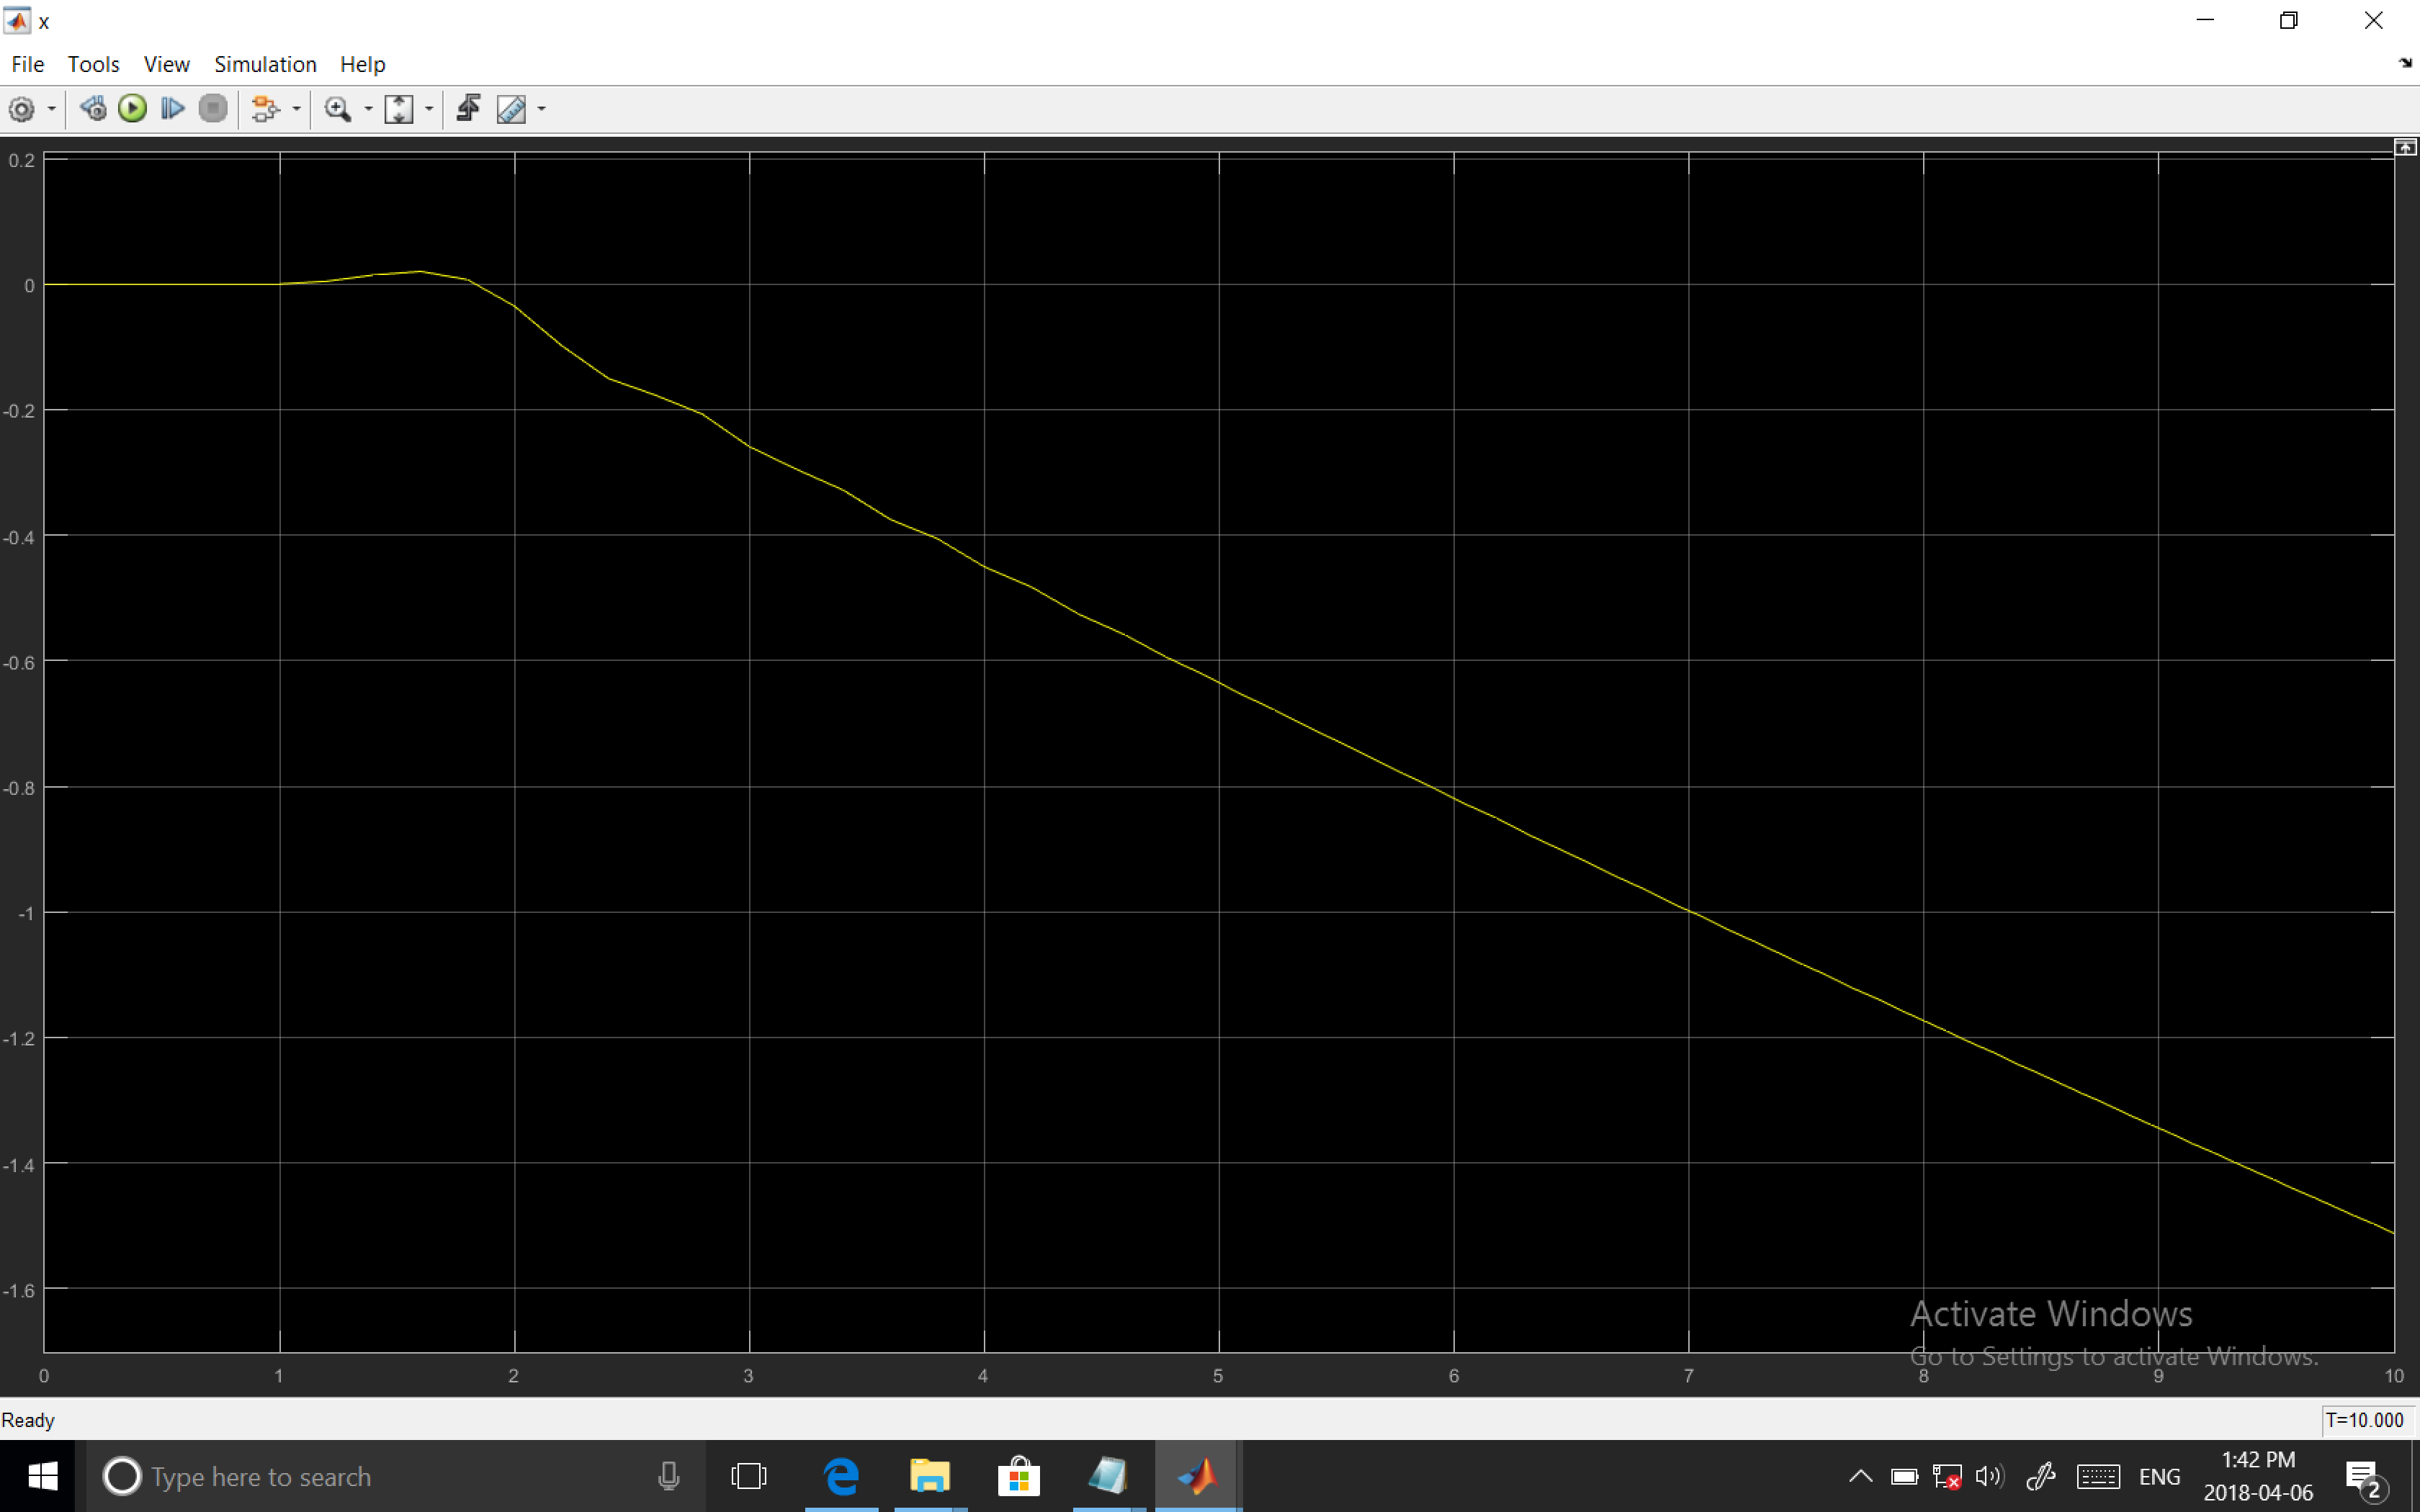 x
File Tools View Simulation Help
0.2
0
-0.2
-0.4
-0.6
-0.8
-1
-1.2
-1.4
-1.6
0 1 2 3 4 5 6 7 8 9 10
Activate Windows
Go to Settings to activate Windows.
Ready
T=10.000
Type here to search
ENG
1:42 PM
2018-04-06
2